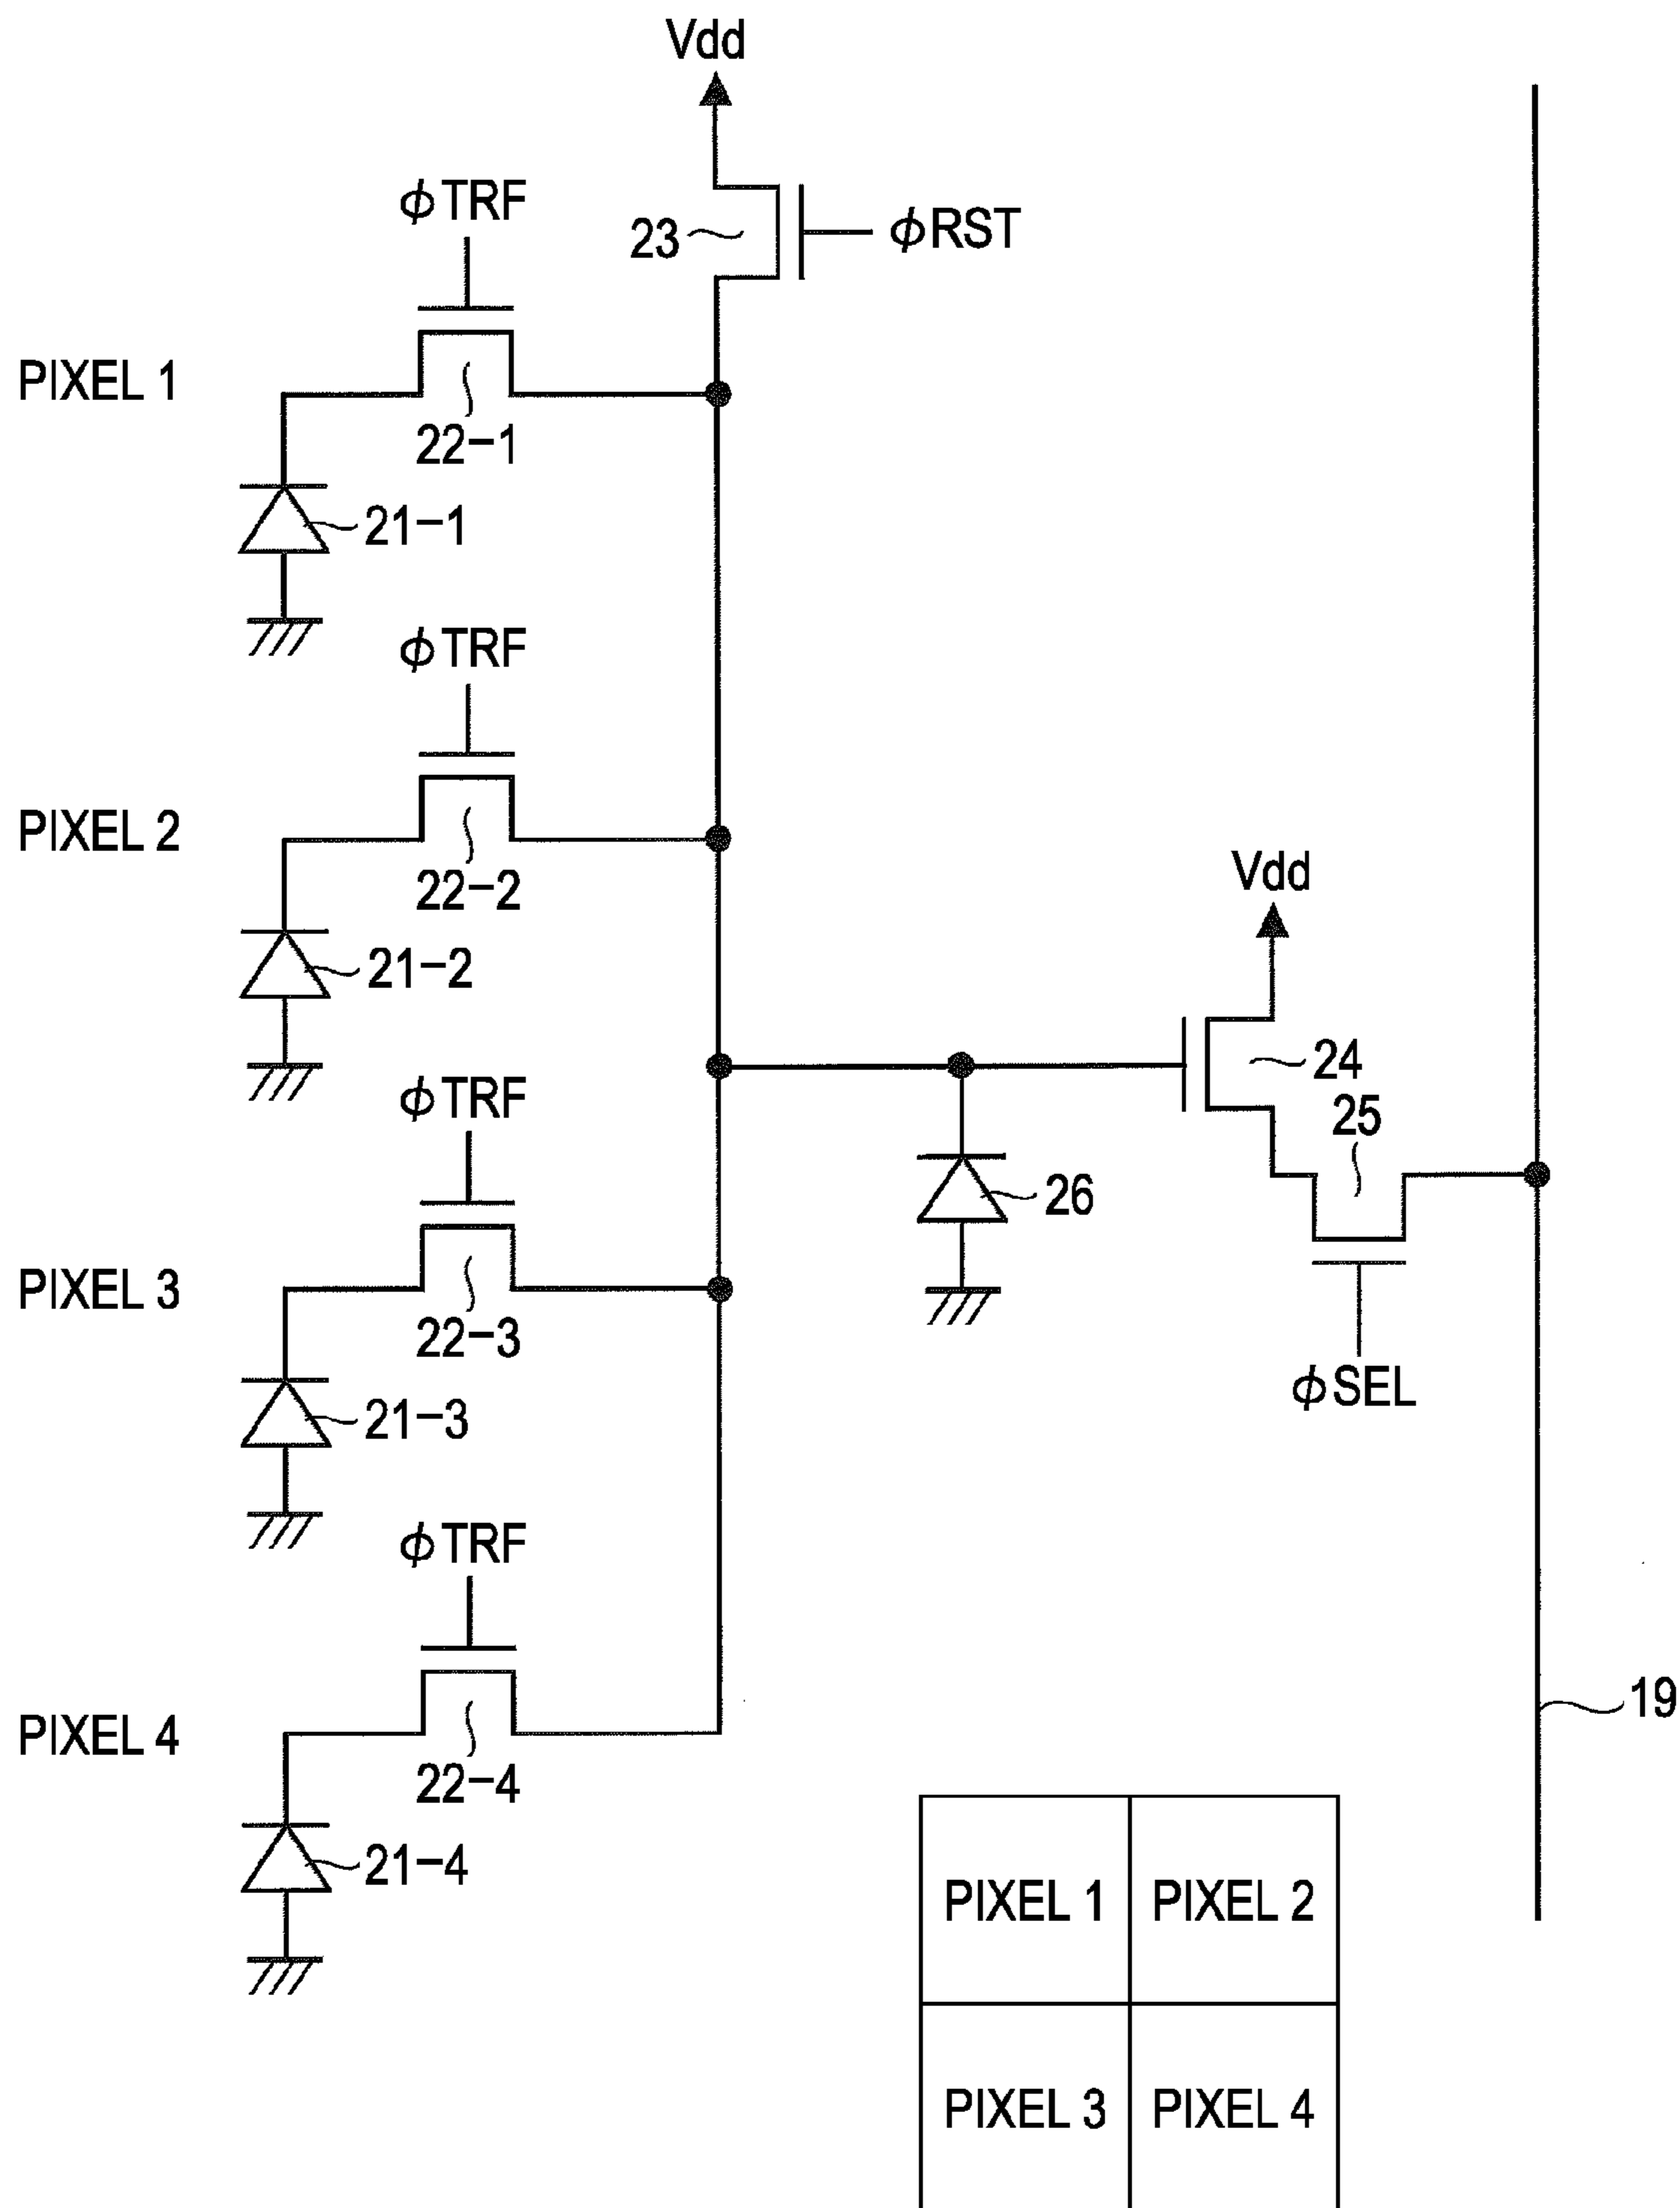 Vdd
ϕTRF
23
ϕRST
PIXEL 1
22-1
21-1
ϕTRF
PIXEL 2
22-2
Vdd
21-2
24
ϕTRF
25
26
PIXEL 3
22-3
ϕSEL
21-3
ϕTRF
19
PIXEL 4
22-4
21-4
PIXEL 1 PIXEL 2
PIXEL 3 PIXEL 4